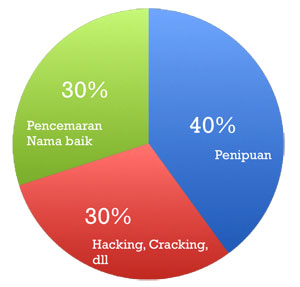 30%
Pencemaran
Nama baik
40%
Penipuan
30%
Hacking, Cracking,
dll